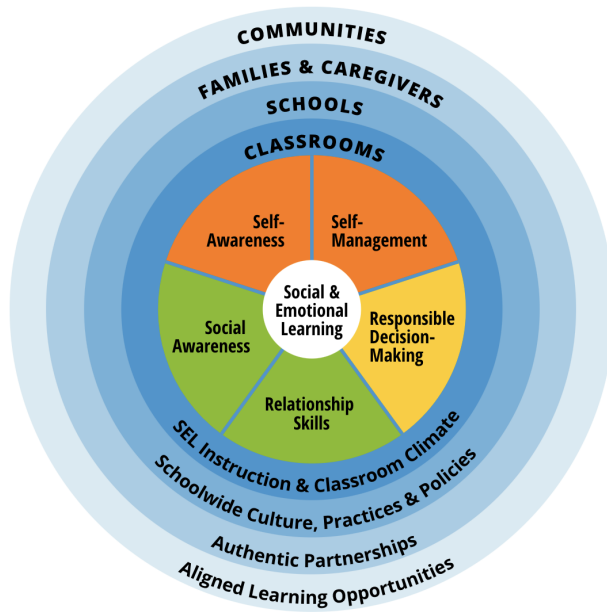 COMMUNITIES
FAMILIES & CAREGIVERS
SCHOOLS
CLASSROOMS
Self-
Awareness
Self-
Management
Social &
Emotional
Learning
Social
Awareness
Responsible
Decision-
Making
Relationship
Skills
SEL Instruction & Classroom Climate
Schoolwide Culture, Practices & Policies
Authentic Partnerships
Aligned Learning Opportunities